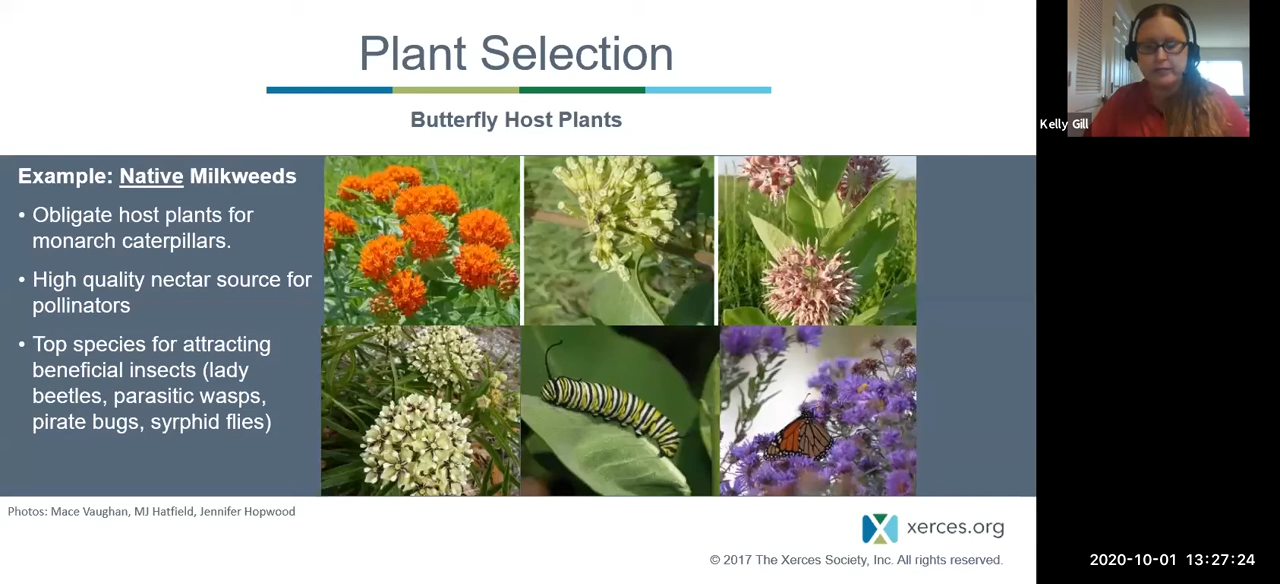 Plant Selection
Butterfly Host Plants
Kelly Gill
Example: Native Milkweeds
• Obligate host plants for
monarch caterpillars.
• High quality nectar source for
pollinators
• Top species for attracting
beneficial insects (lady
beetles, parasitic wasps,
pirate bugs, syrphid flies)
Photos: Mace Vaughan, MJ Hatfield, Jennifer Hopwood
xerces.org
© 2017 The Xerces Society, Inc. All rights reserved.
2020-10-01 13:27:24